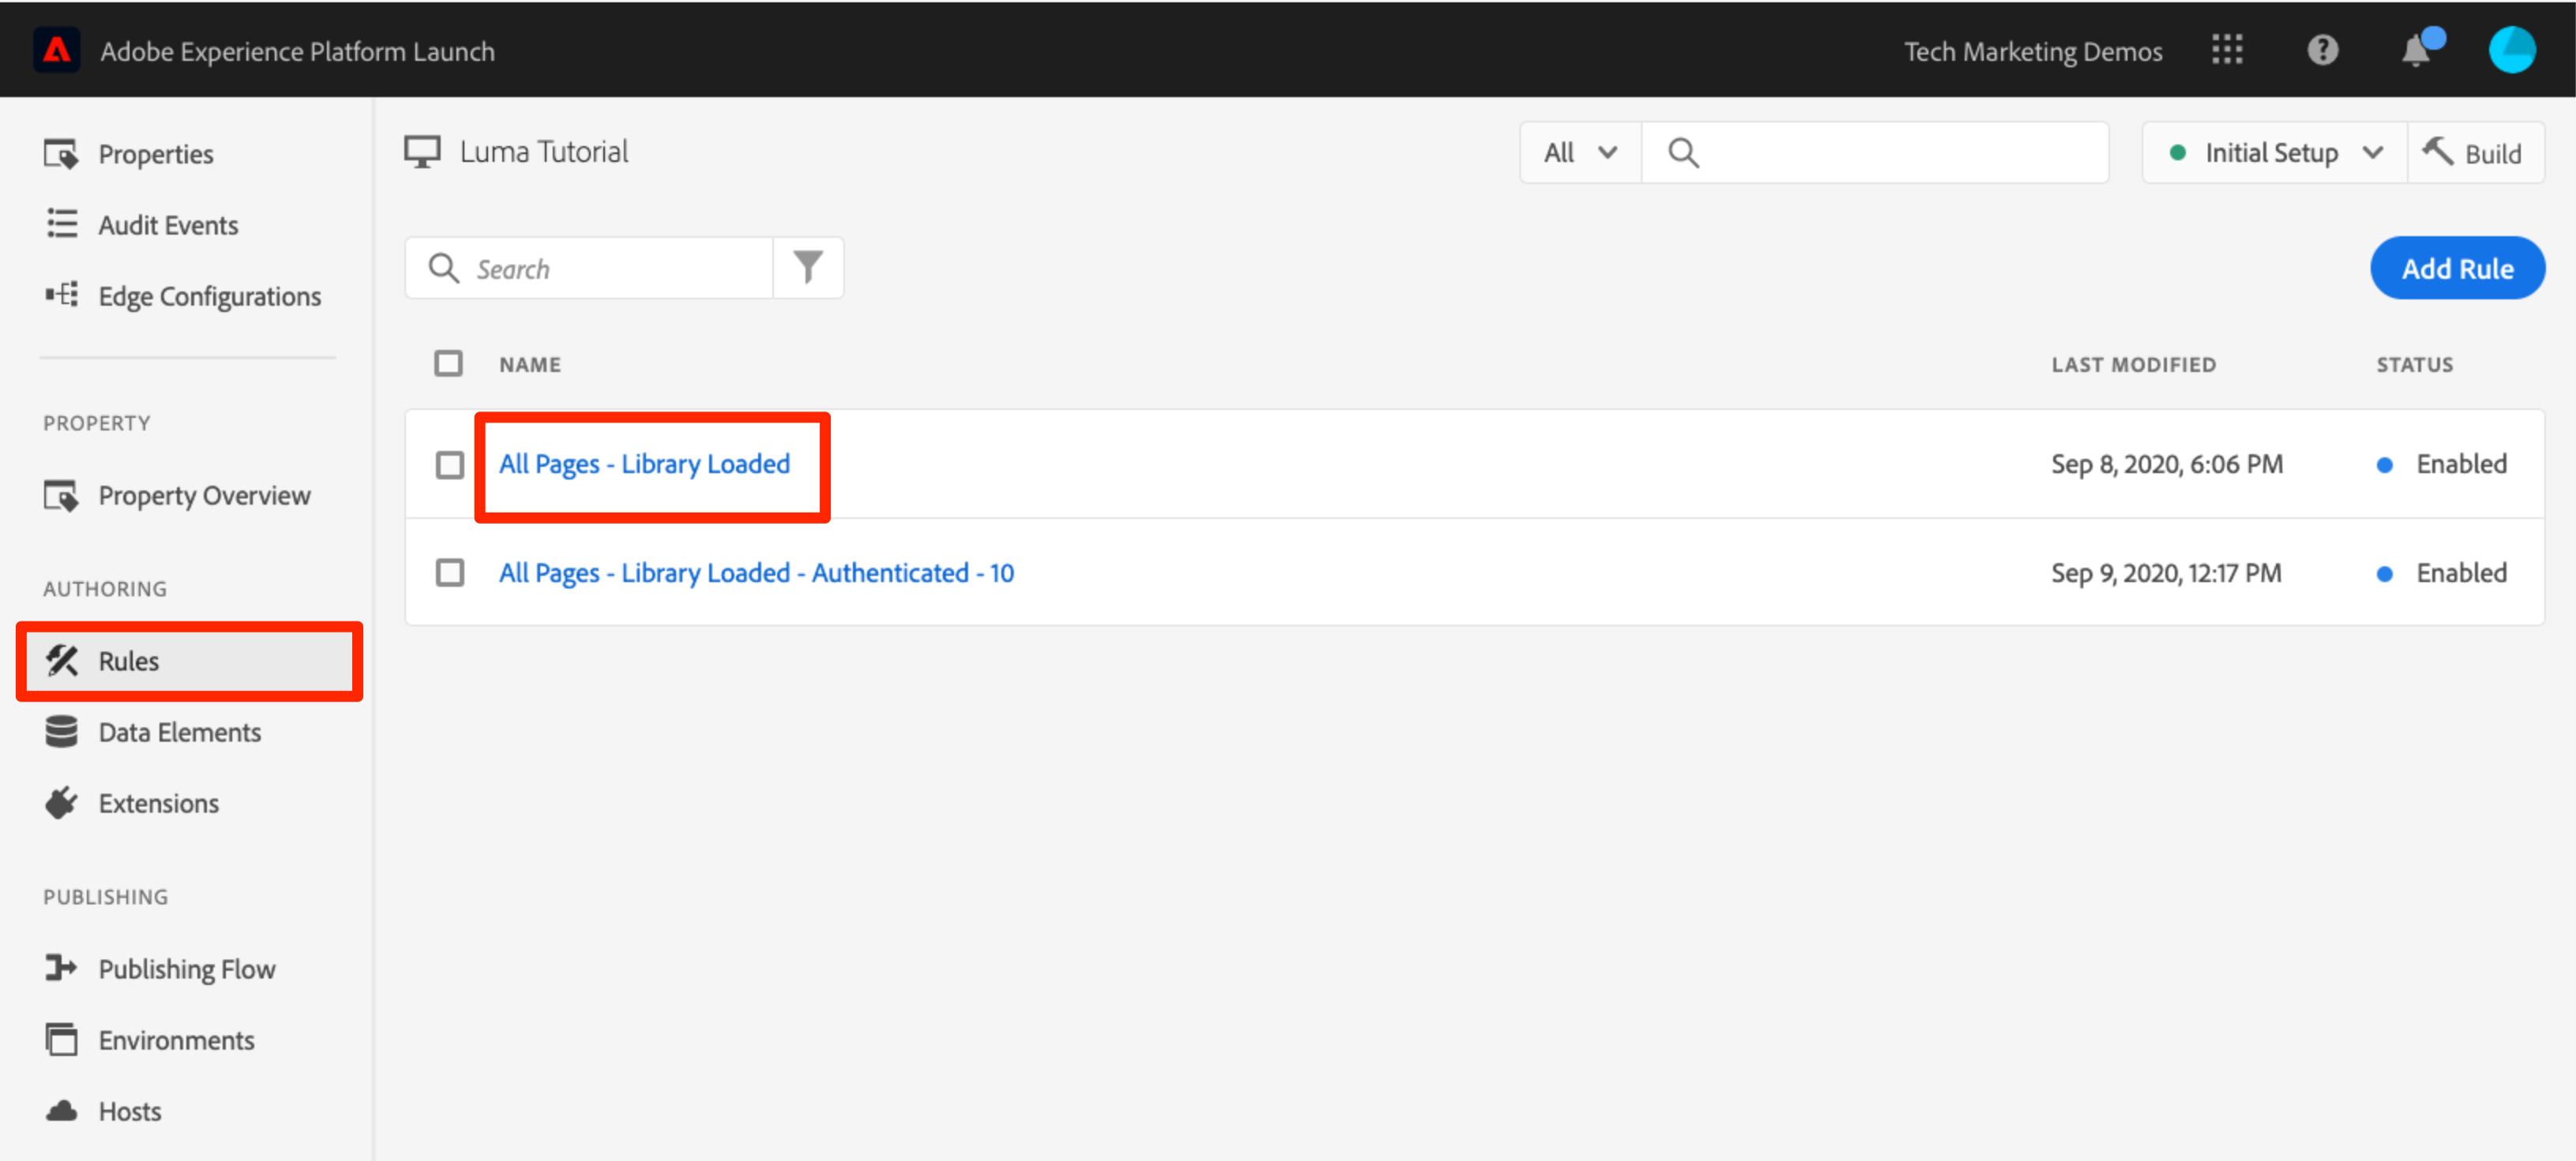 Adobe Experience Platform Launch
Tech Marketing Demos
Properties
Audit Events
Edge Configurations
PROPERTY
Property Overview
AUTHORING
Rules
Data Elements
Extensions
PUBLISHING
Publishing Flow
Environments
Hosts
Luma Tutorial
All
Initial Setup
Build
Search
Add Rule
NAME LAST MODIFIED STATUS
All Pages - Library Loaded Sep 8, 2020, 6:06 PM Enabled
All Pages - Library Loaded - Authenticated - 10 Sep 9, 2020, 12:17 PM Enabled